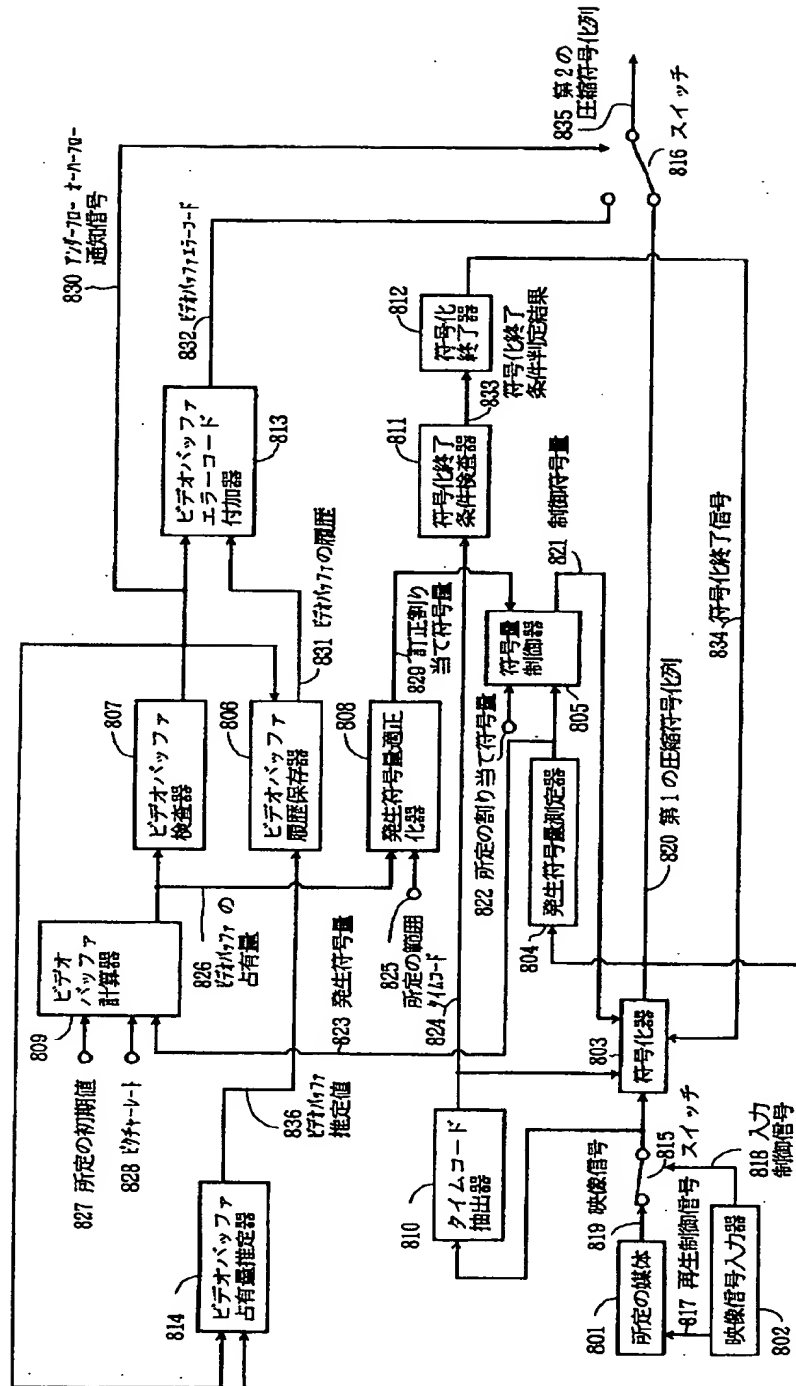 830 アンダーフロー オーバーフロー
通知信号
835 第2の
圧縮符号化列
816 スイッチ
832 ビデオバッファエラーコード
ビデオバッファ
エラーコード
付加器
813
符号化
終了器
812
833
符号化終了
条件判定結果
符号化終了
条件検査器
811
831 ビデオバッファの履歴
829 訂正割り
当て符号量
821 制御符号量
834 符号化終了信号
符号量
制御器
805
807
ビデオバッファ
検査器
806
ビデオバッファ
履歴保存器
808
発生符号量適正
化器
822 所定の割り当て符号量
発生符号量測定器
804
820 第1の圧縮符号化列
809
ビデオ
バッファ
計算器
827 所定の初期値
828 ピクチャーレート
826
ビデオバッファ の
占有量
825
所定の範囲
823 発生符号量
824 タイムコード
803
符号化器
814
ビデオバッファ
占有量推定器
836
ビデオバッファ
推定値
810
タイムコード
抽出器
819 映像信号
815
スイッチ
818 入力
制御信号
817 再生制御信号
801
所定の媒体
映像信号入力器
802